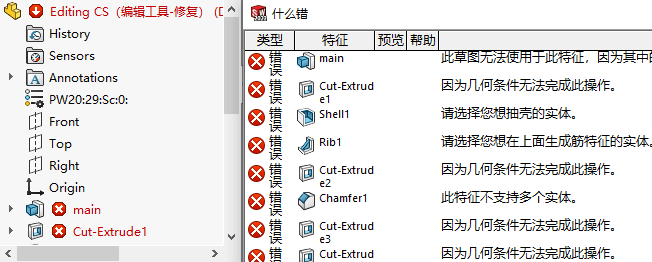 Editing CS（编辑工具-修复） (D
History
Sensors
Annotations
PW20:29:Sc:0:
Front
Top
Right
Origin
main
Cut-Extrude1
SW
什么错
类型 特征 预览 帮助
错误 main 此草图无法使用于此特征，因为其中的
错误 Cut-Extrude1 因为几何条件无法完成此操作。
错误 Shell1 请选择您想抽壳的实体。
错误 Rib1 请选择您想在上面生成筋特征的实体。
错误 Cut-Extrude2 因为几何条件无法完成此操作。
错误 Chamfer1 此特征不支持多个实体。
错误 Cut-Extrude3 因为几何条件无法完成此操作。
错误 Cut-Extrud 因为几何条件无法完成此操作。